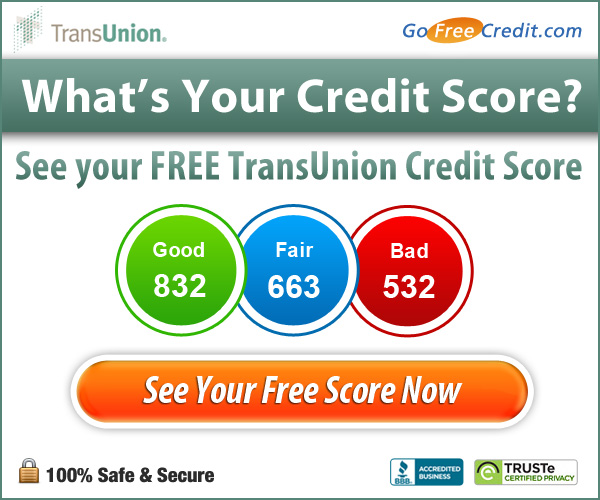 TransUnion®
GoFreeCredit.com
What's Your Credit Score?
See your FREE TransUnion Credit Score
Good Fair Bad
832 663 532
See Your Free Score Now
100% Safe & Secure
BBB
ACCREDITED
BUSINESS
TRUSTe
CERTIFIED PRIVACY